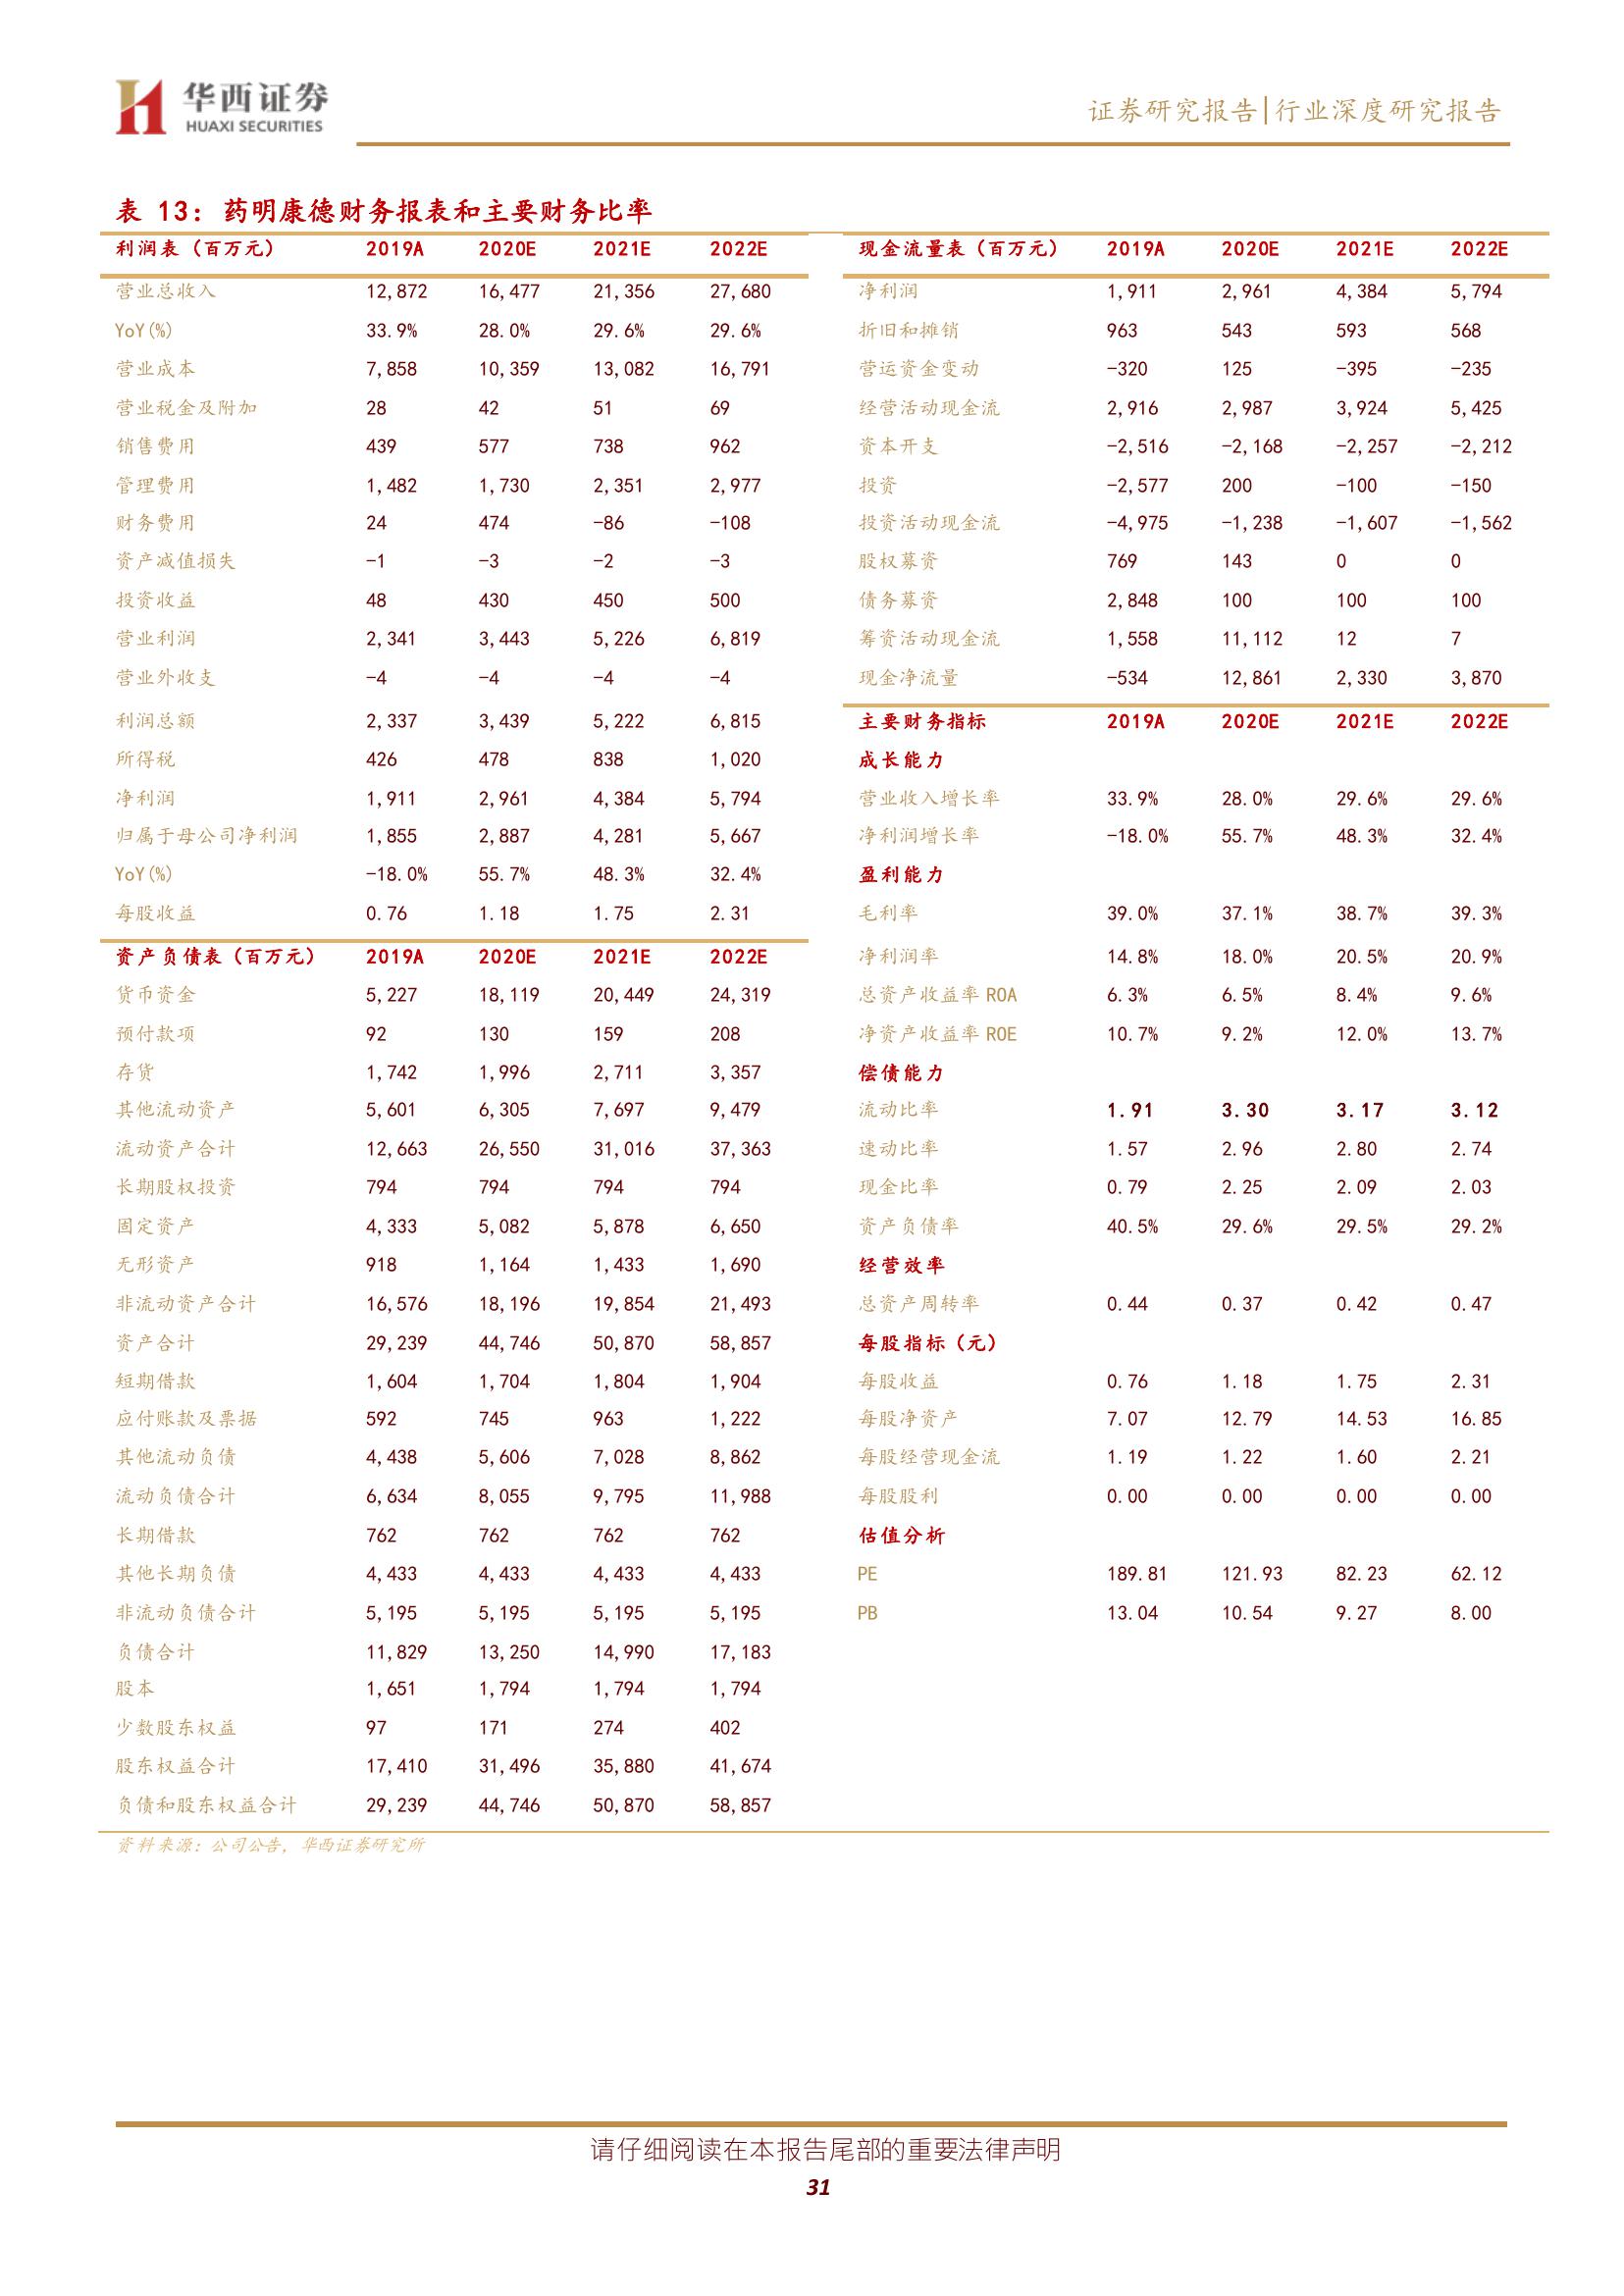 华西证券
HUAXI SECURITIES
证券研究报告|行业深度研究报告
表 13：药明康德财务报表和主要财务比率
利润表（百万元） 2019A 2020E 2021E 2022E 现金流量表（百万元） 2019A 2020E 2021E 2022E
营业总收入 12,872 16,477 21,356 27,680 净利润 1,911 2,961 4,384 5,794
YoY(%) 33.9% 28.0% 29.6% 29.6% 折旧和摊销 963 543 593 568
营业成本 7,858 10,359 13,082 16,791 营运资金变动 -320 125 -395 -235
营业税金及附加 28 42 51 69 经营活动现金流 2,916 2,987 3,924 5,425
销售费用 439 577 738 962 资本开支 -2,516 -2,168 -2,257 -2,212
管理费用 1,482 1,730 2,351 2,977 投资 -2,577 200 -100 -150
财务费用 24 474 -86 -108 投资活动现金流 -4,975 -1,238 -1,607 -1,562
资产减值损失 -1 -3 -2 -3 股权募资 769 143 0 0
投资收益 48 430 450 500 债务募资 2,848 100 100 100
营业利润 2,341 3,443 5,226 6,819 筹资活动现金流 1,558 11,112 12 7
营业外收支 -4 -4 -4 -4 现金净流量 -534 12,861 2,330 3,870
利润总额 2,337 3,439 5,222 6,815 主要财务指标 2019A 2020E 2021E 2022E
所得税 426 478 838 1,020 成长能力
净利润 1,911 2,961 4,384 5,794 营业收入增长率 33.9% 28.0% 29.6% 29.6%
归属于母公司净利润 1,855 2,887 4,281 5,667 净利润增长率 -18.0% 55.7% 48.3% 32.4%
YoY(%) -18.0% 55.7% 48.3% 32.4% 盈利能力
每股收益 0.76 1.18 1.75 2.31 毛利率 39.0% 37.1% 38.7% 39.3%
资产负债表（百万元） 2019A 2020E 2021E 2022E 净利润率 14.8% 18.0% 20.5% 20.9%
货币资金 5,227 18,119 20,449 24,319 总资产收益率 ROA 6.3% 6.5% 8.4% 9.6%
预付款项 92 130 159 208 净资产收益率 ROE 10.7% 9.2% 12.0% 13.7%
存货 1,742 1,996 2,711 3,357 偿债能力
其他流动资产 5,601 6,305 7,697 9,479 流动比率 1.91 3.30 3.17 3.12
流动资产合计 12,663 26,550 31,016 37,363 速动比率 1.57 2.96 2.80 2.74
长期股权投资 794 794 794 794 现金比率 0.79 2.25 2.09 2.03
固定资产 4,333 5,082 5,878 6,650 资产负债率 40.5% 29.6% 29.5% 29.2%
无形资产 918 1,164 1,433 1,690 经营效率
非流动资产合计 16,576 18,196 19,854 21,493 总资产周转率 0.44 0.37 0.42 0.47
资产合计 29,239 44,746 50,870 58,857 每股指标（元）
短期借款 1,604 1,704 1,804 1,904 每股收益 0.76 1.18 1.75 2.31
应付账款及票据 592 745 963 1,222 每股净资产 7.07 12.79 14.53 16.85
其他流动负债 4,438 5,606 7,028 8,862 每股经营现金流 1.19 1.22 1.60 2.21
流动负债合计 6,634 8,055 9,795 11,988 每股股利 0.00 0.00 0.00 0.00
长期借款 762 762 762 762 估值分析
其他长期负债 4,433 4,433 4,433 4,433 PE 189.81 121.93 82.23 62.12
非流动负债合计 5,195 5,195 5,195 5,195 PB 13.04 10.54 9.27 8.00
负债合计 11,829 13,250 14,990 17,183
股本 1,651 1,794 1,794 1,794
少数股东权益 97 171 274 402
股东权益合计 17,410 31,496 35,880 41,674
负债和股东权益合计 29,239 44,746 50,870 58,857
资料来源：公司公告，华西证券研究所
请仔细阅读在本报告尾部的重要法律声明
31